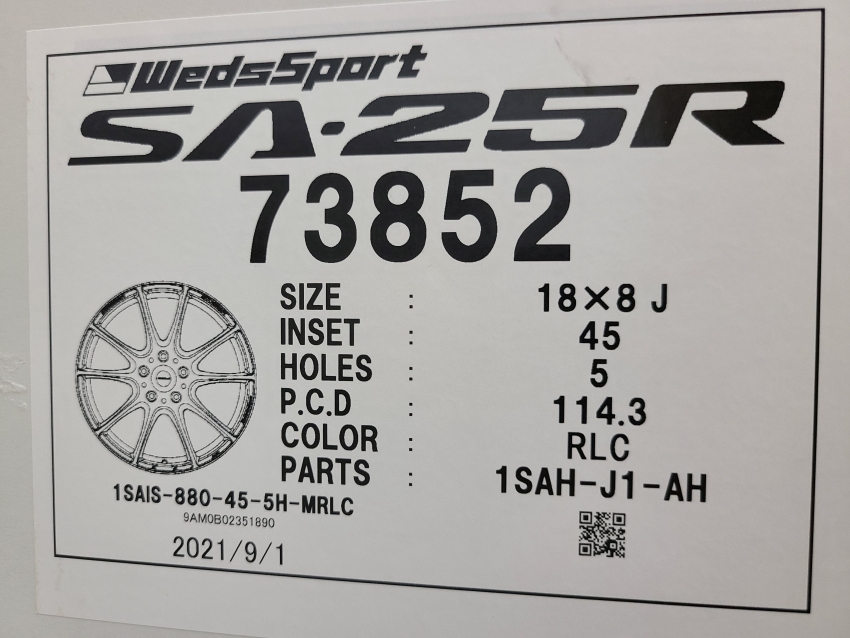 WedsSport
SA-25R
73852
SIZE : 18×8 J
INSET : 45
HOLES : 5
P.C.D : 114.3
COLOR : RLC
PARTS : 1SAH-J1-AH
1SAIS-880-45-5H-MRLC
9AM0B02351890
2021/9/1